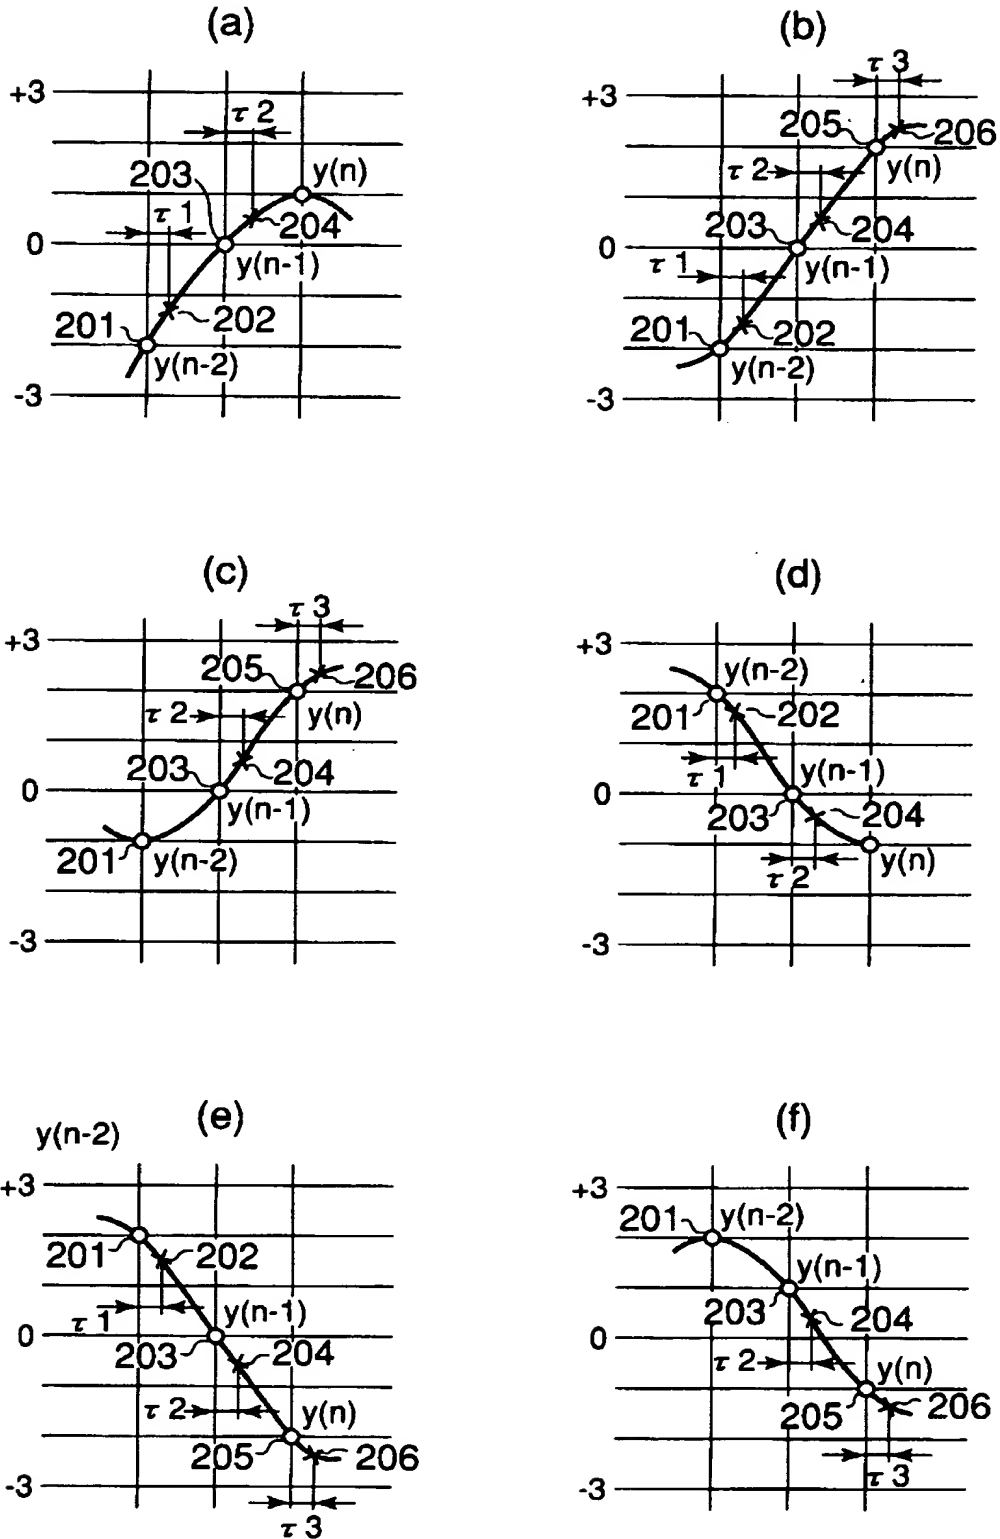 (a)
+3
τ 2
203
y(n)
τ 1
204
0
y(n-1)
201
202
y(n-2)
-3
(b)
τ 3
+3
205
206
τ 2
y(n)
203
204
0
y(n-1)
τ 1
201
202
y(n-2)
-3
(c)
τ 3
+3
205
206
τ 2
y(n)
203
204
0
y(n-1)
201
y(n-2)
-3
(d)
+3
y(n-2)
201
202
y(n-1)
τ 1
0
203
204
y(n)
τ 2
-3
(e)
y(n-2)
+3
201
202
y(n-1)
τ 1
0
203
204
τ 2
y(n)
205
206
-3
τ 3
(f)
+3
201
y(n-2)
y(n-1)
203
204
0
τ 2
y(n)
205
206
τ 3
-3